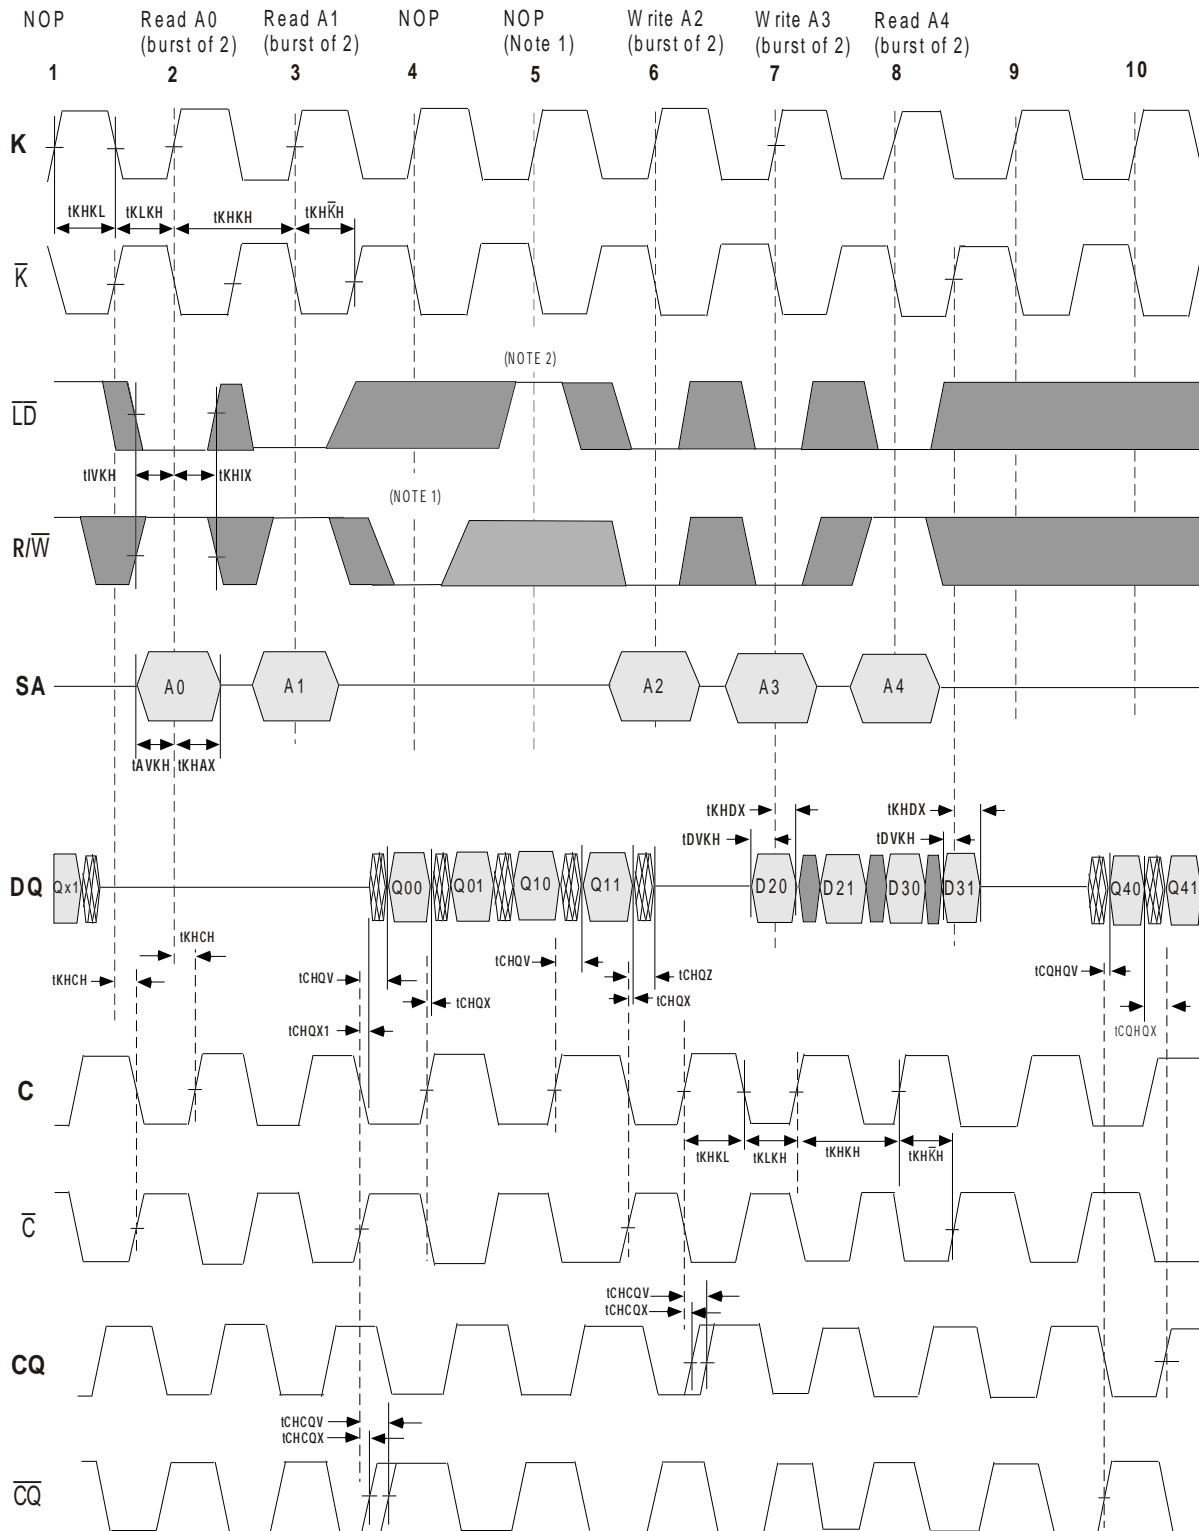 NOP Read A0 Read A1 NOP NOP Write A2 Write A3 Read A4
(burst of 2) (burst of 2) (Note 1) (burst of 2) (burst of 2) (burst of 2)
1 2 3 4 5 6 7 8 9 10
K
tKHKL tKLKH tKHKH tKHK̅H
K̅
(NOTE 2)
L̅D̅
tIVKH tKHIX
(NOTE 1)
R/W̅
SA A0 A1 A2 A3 A4
tAVKH tKHAX
tKHDX tKHDX
tDVKH tDVKH
DQ Qx1 Q00 Q01 Q10 Q11 D20 D21 D30 D31 Q40 Q41
tKHCH
tKHCH tCHQV tCHQV tCHQZ tCQHQV
tCHQX tCHQX
tCHQX1 tCQHQX
C
tKHKL tKLKH tKHKH tKHK̅H
C̅
tCHCQV
tCHCQX
CQ
tCHCQV
tCHCQX
C̅Q̅